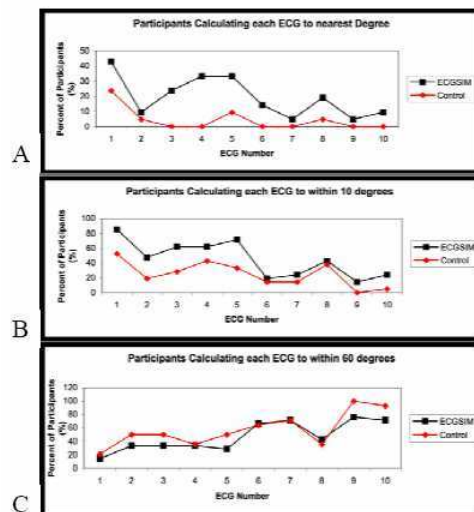 Participants Calculating each ECG to nearest Degree
Percent of Participants
(%)
50
40
30
20
10
0
1 2 3 4 5 6 7 8 9 10
ECG Number
ECGSIM
Control
A
Participants Calculating each ECG to within 10 degrees
Percent of Participants
(%)
100
80
60
40
20
0
1 2 3 4 5 6 7 8 9 10
ECG Number
ECGSIM
Control
B
Participants Calculating each ECG to within 60 degrees
Percent of Participants
(%)
120
100
80
60
40
20
0
1 2 3 4 5 6 7 8 9 10
ECG Number
ECGSIM
Control
C